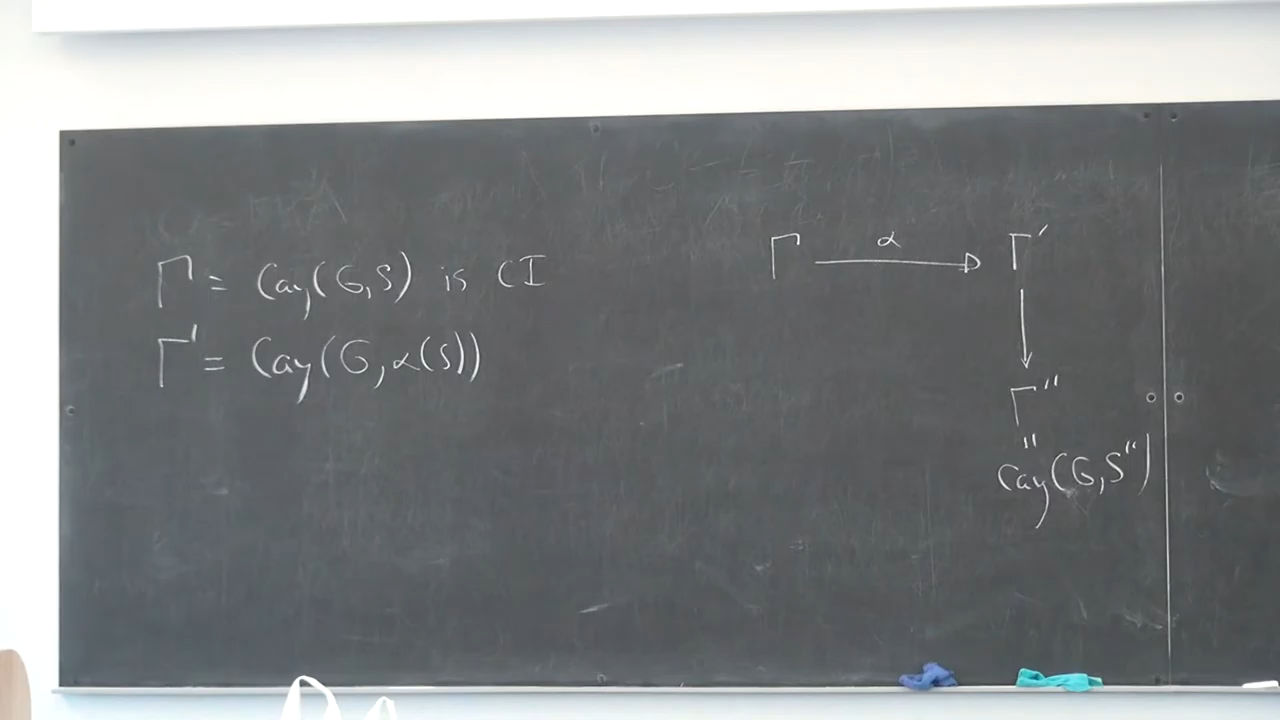 Γ = Cay(G,S) is CI
Γ' = Cay(G,α(S))
Γ α Γ'
Γ''
"
Cay(G,S'')